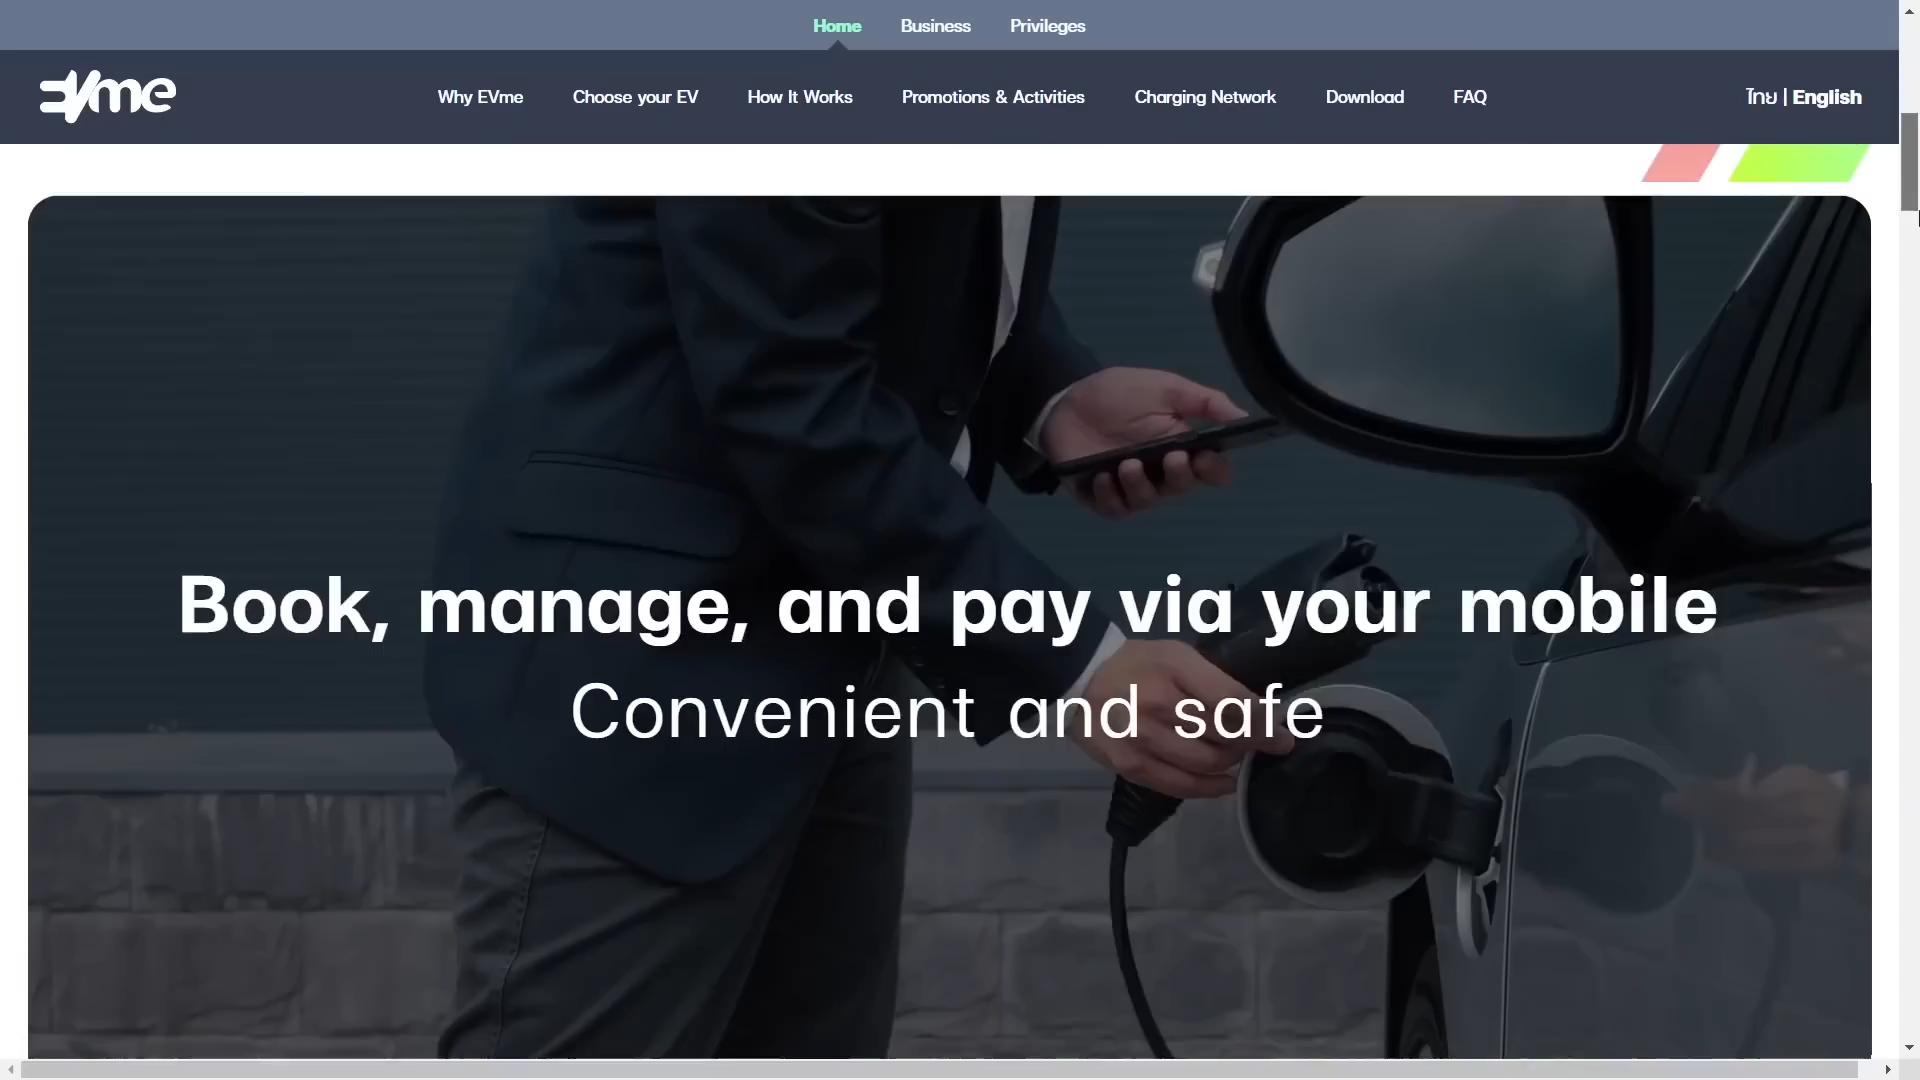 Home Business Privileges
EVme
Why EVme Choose your EV How It Works Promotions & Activities Charging Network Download FAQ ไทย | English
Book, manage, and pay via your mobile
Convenient and safe